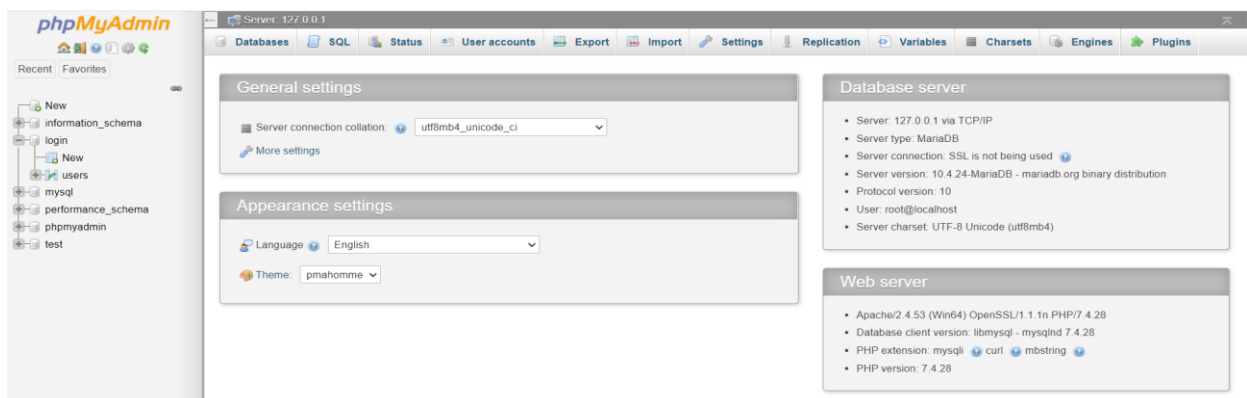 phpMyAdmin
Recent Favorites
New
information_schema
login
New
users
mysql
performance_schema
phpmyadmin
test
Server: 127.0.0.1
Databases SQL Status User accounts Export Import Settings Replication Variables Charsets Engines Plugins
General settings
Server connection collation: utf8mb4_unicode_ci
More settings
Appearance settings
Language English
Theme: pmahomme
Database server
Server: 127.0.0.1 via TCP/IP
Server type: MariaDB
Server connection: SSL is not being used
Server version: 10.4.24-MariaDB - mariadb.org binary distribution
Protocol version: 10
User: root@localhost
Server charset: UTF-8 Unicode (utf8mb4)
Web server
Apache/2.4.53 (Win64) OpenSSL/1.1.1n PHP/7.4.28
Database client version: libmysql - mysqlnd 7.4.28
PHP extension: mysqli curl mbstring
PHP version: 7.4.28